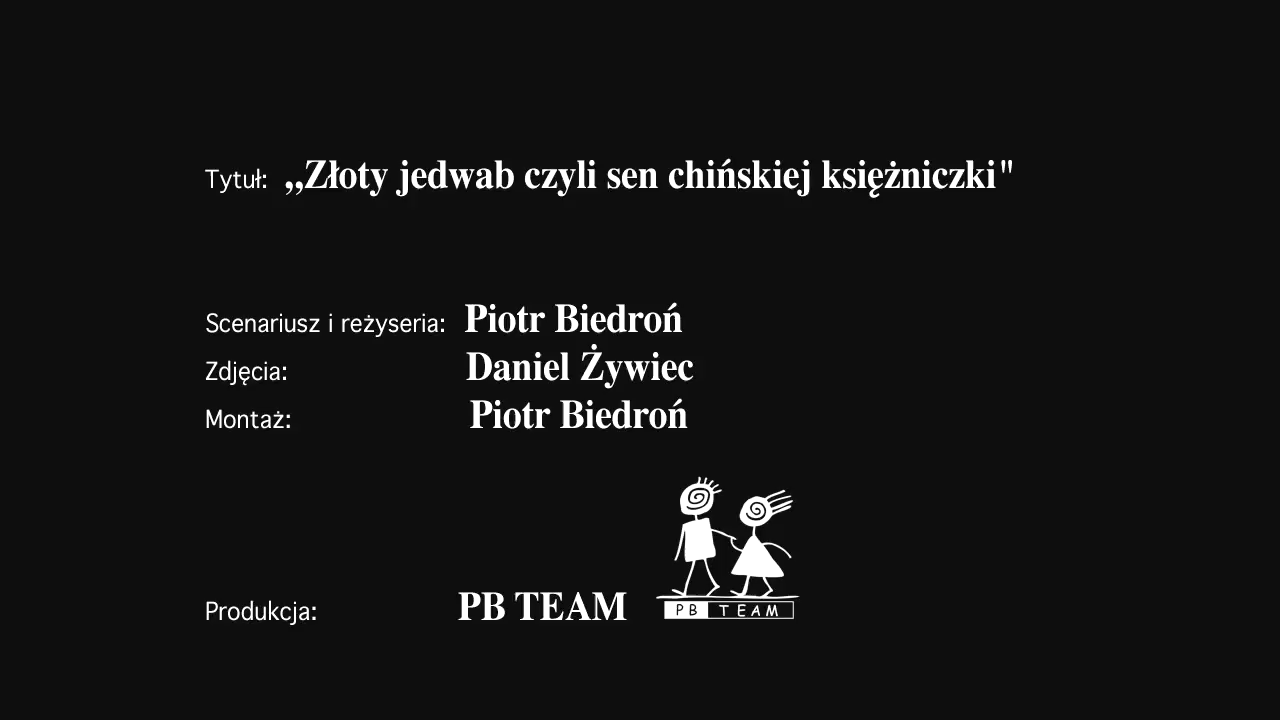 Tytuł: „Złoty jedwab czyli sen chińskiej księżniczki"
Scenariusz i reżyseria: Piotr Biedroń
Zdjęcia: Daniel Żywiec
Montaż: Piotr Biedroń
Produkcja: PB TEAM
PB TEAM